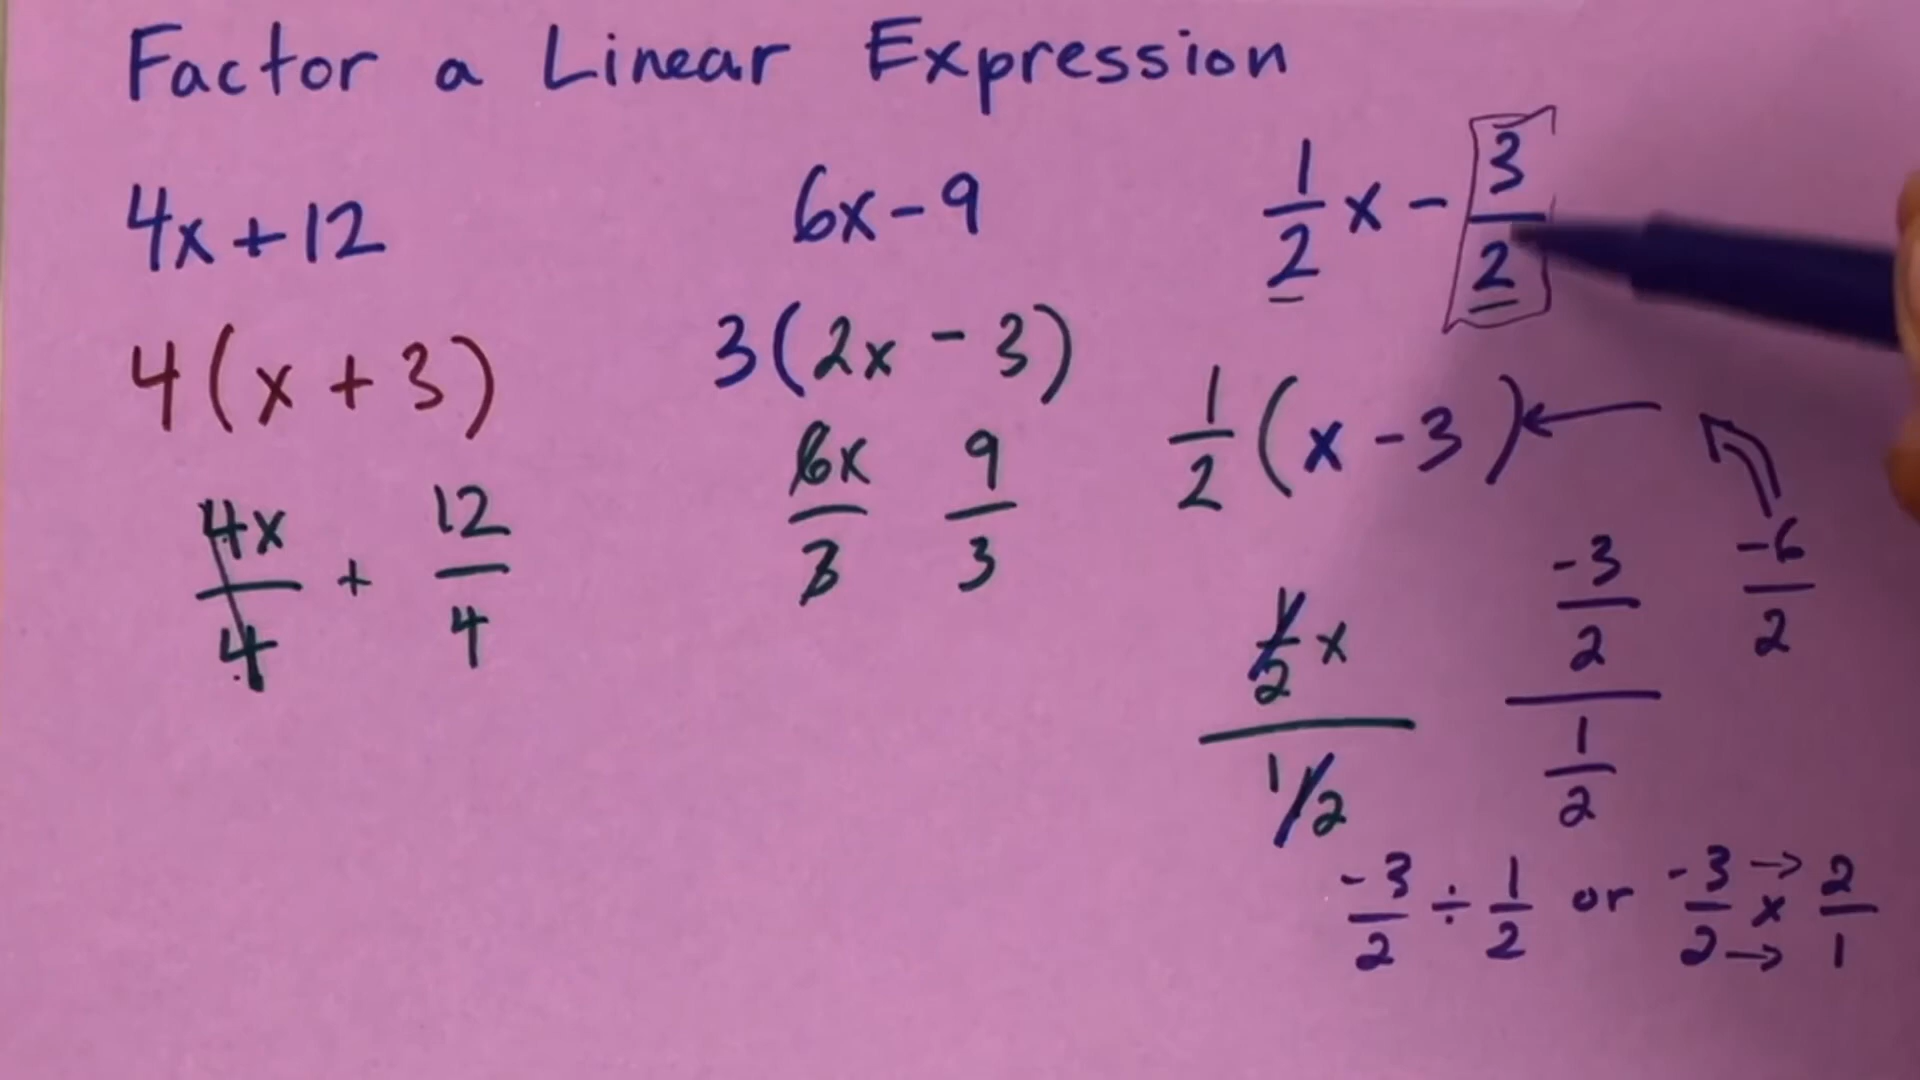 Factor a Linear Expression
4x + 12
4(x + 3)
4x/4 + 12/4
6x - 9
3(2x - 3)
6x/3 9/3
1/2 x - 3/2
1/2 (x - 3) ←
1/2 x
1/2
-3/2
1/2
-6/2
-3/2 ÷ 1/2 or -3/2 → x → 2/1